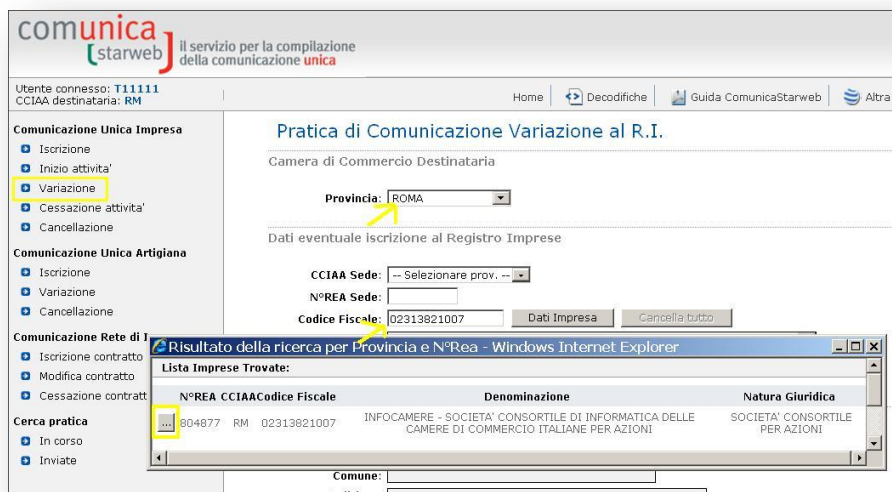 comunica
[starweb]
il servizio per la compilazione
della comunicazione unica
Utente connesso: T11111
CCIAA destinataria: RM
Home
Decodifiche
Guida ComunicaStarweb
Altra
Comunicazione Unica Impresa
Iscrizione
Inizio attivita'
Variazione
Cessazione attivita'
Cancellazione
Comunicazione Unica Artigiana
Iscrizione
Variazione
Cancellazione
Comunicazione Rete di I
Iscrizione contratto
Modifica contratto
Cessazione contratt
Cerca pratica
In corso
Inviate
Pratica di Comunicazione Variazione al R.I.
Camera di Commercio Destinataria
Provincia: ROMA
Dati eventuale iscrizione al Registro Imprese
CCIAA Sede: -- Selezionare prov. --
N°REA Sede:
Codice Fiscale: 02313821007 Dati Impresa Cancella tutto
Risultato della ricerca per Provincia e N°Rea - Windows Internet Explorer
Lista Imprese Trovate:
N°REA CCIAACodice Fiscale Denominazione Natura Giuridica
... 804877 RM 02313821007 INFOCAMERE - SOCIETA' CONSORTILE DI INFORMATICA DELLE SOCIETA' CONSORTILE
CAMERE DI COMMERCIO ITALIANE PER AZIONI PER AZIONI
Comune: